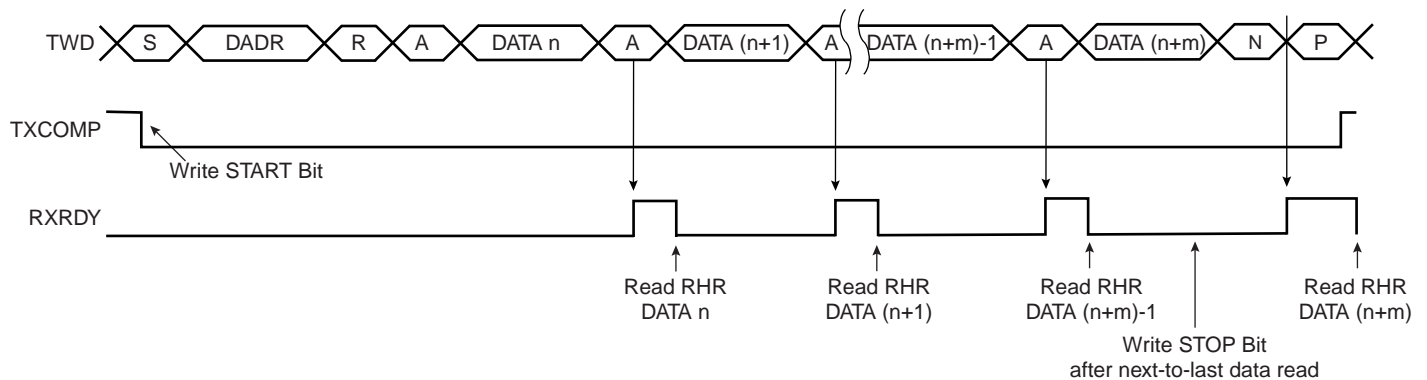 TWD S DADR R A DATA n A DATA (n+1) A DATA (n+m)-1 A DATA (n+m) N P
TXCOMP
Write START Bit
RXRDY
Read RHR
DATA n
Read RHR
DATA (n+1)
Read RHR
DATA (n+m)-1
Read RHR
DATA (n+m)
Write STOP Bit
after next-to-last data read